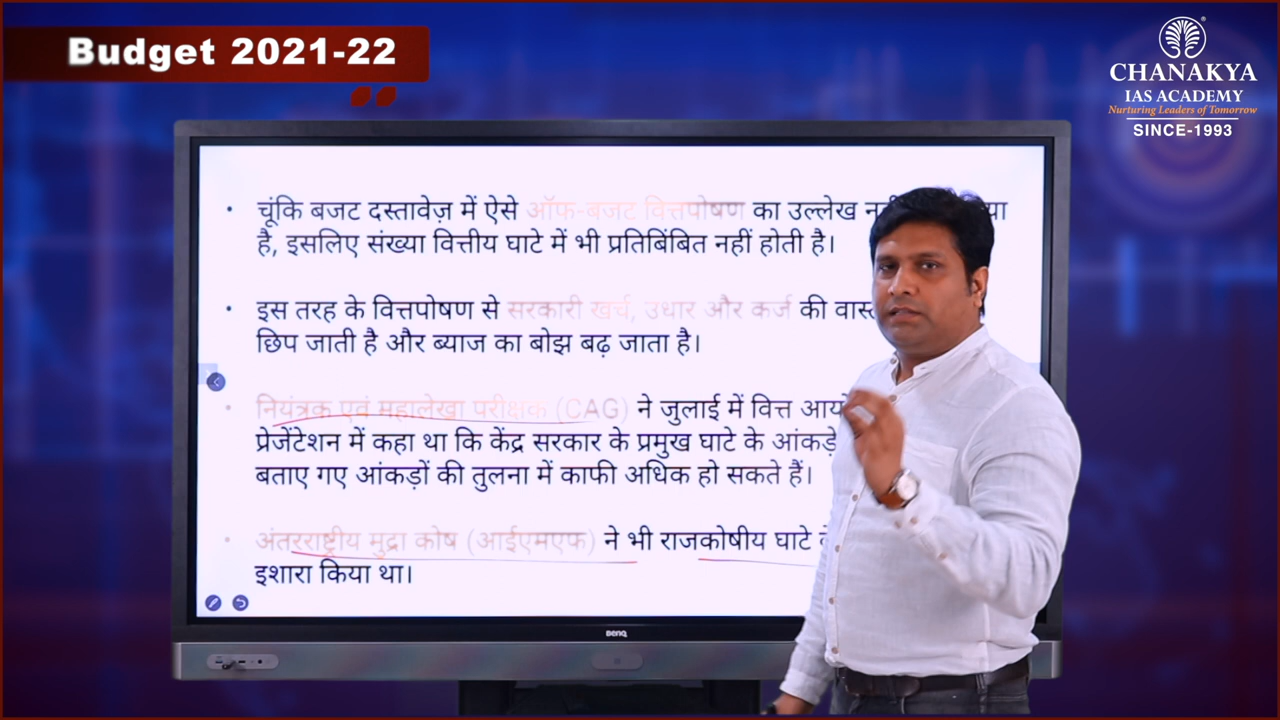 Budget 2021-22
CHANAKYA
IAS ACADEMY
Nurturing Leaders of Tomorrow
SINCE-1993
• चूंकि बजट दस्तावेज़ में ऐसे ऑफ-बजट वित्तपोषण का उल्लेख
है, इसलिए संख्या वित्तीय घाटे में भी प्रतिबिंबित नहीं होती है।
• इस तरह के वित्तपोषण से सरकारी खर्च, उधार और कर्ज की
छिप जाती है और ब्याज का बोझ बढ़ जाता है।
• नियंत्रक एवं महालेखा परीक्षक (CAG) ने जुलाई में वित्त
प्रेजेंटेशन में कहा था कि केंद्र सरकार के प्रमुख घाटे के आंकड़े
बताए गए आंकड़ों की तुलना में काफी अधिक हो सकते हैं।
• अंतरराष्ट्रीय मुद्रा कोष (आईएमएफ) ने भी राजकोषीय घाटे
इशारा किया था।
BenQ